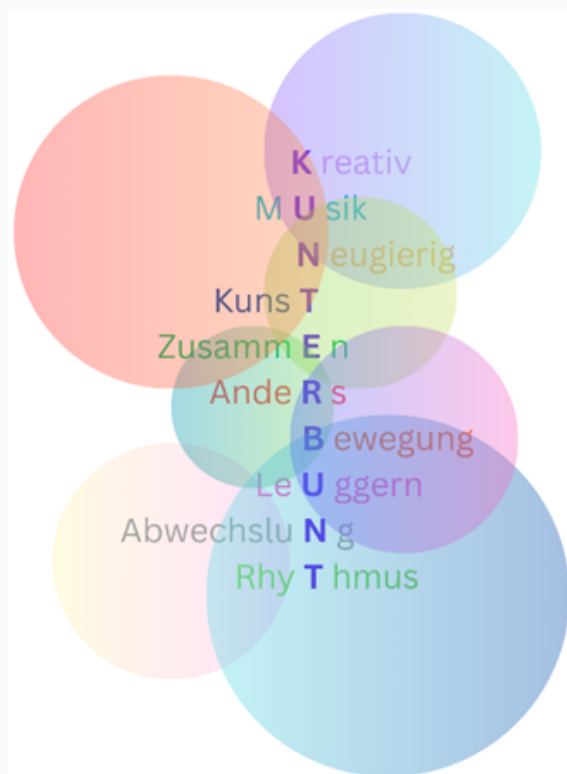 Kreativ
MUsik
Neugierig
KunsT
ZusammEn
AndeRs
Bewegung
LeUggern
AbwechsluNg
RhyThmus